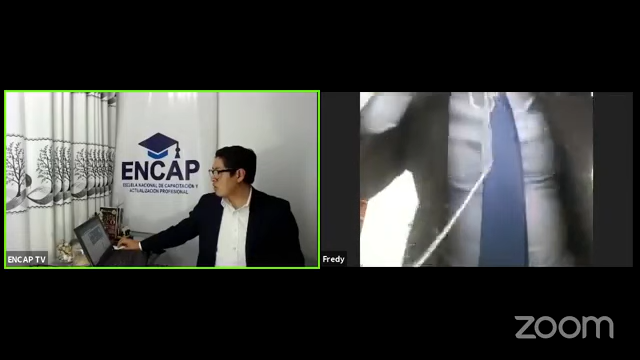 ENCAP
ESCUELA NACIONAL DE CAPACITACIÓN Y
ACTUALIZACIÓN PROFESIONAL
ENCAP TV
Fredy
zoom